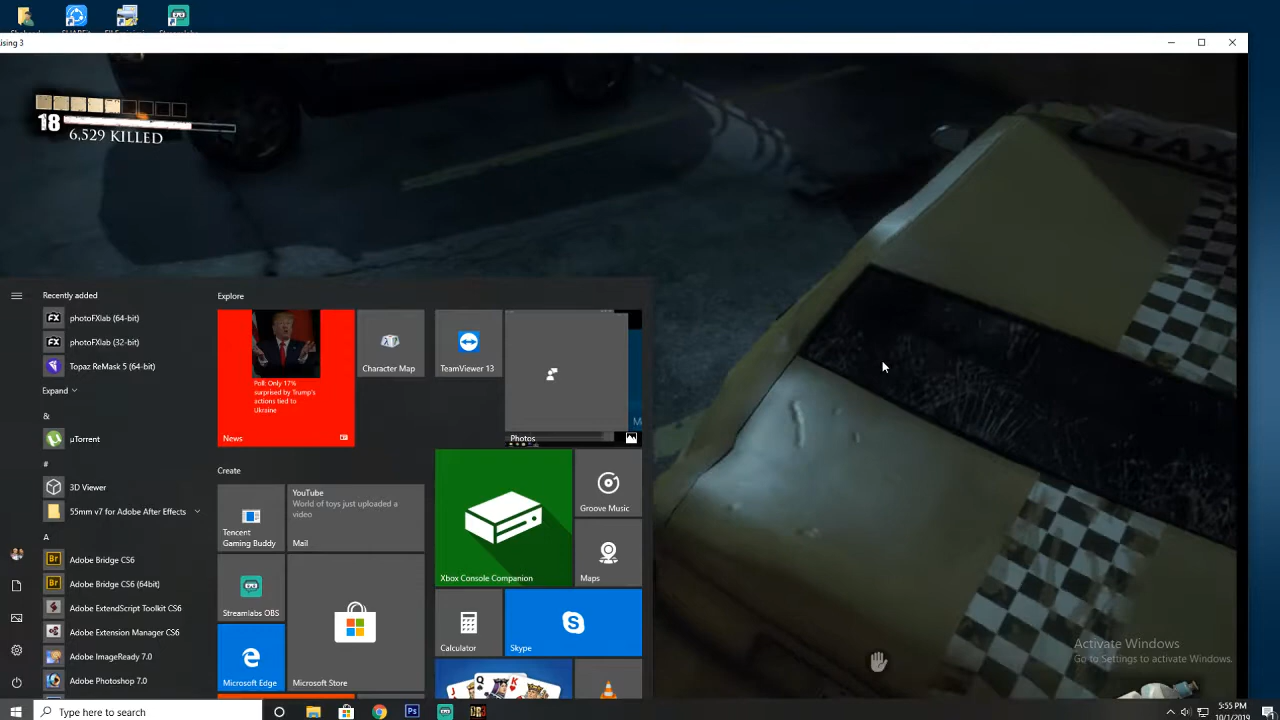 ising 3
18
6,529 KILLED
TAXI
Recently added
photoFXlab (64-bit)
photoFXlab (32-bit)
Topaz ReMask 5 (64-bit)
Expand
&
µTorrent
#
3D Viewer
55mm v7 for Adobe After Effects
A
Adobe Bridge CS6
Adobe Bridge CS6 (64bit)
Adobe ExtendScript Toolkit CS6
Adobe Extension Manager CS6
Adobe ImageReady 7.0
Adobe Photoshop 7.0
Explore
Poll: Only 17%
surprised by Trump's
actions tied to
Ukraine
News
Character Map
TeamViewer 13
Photos
Create
Tencent
Gaming Buddy
YouTube
World of toys just uploaded a
video
Mail
Streamlabs OBS
Microsoft Edge
Microsoft Store
Xbox Console Companion
Groove Music
Maps
Calculator
Skype
Activate Windows
Go to Settings to activate Windows.
Type here to search
5:55 PM
10/1/2019